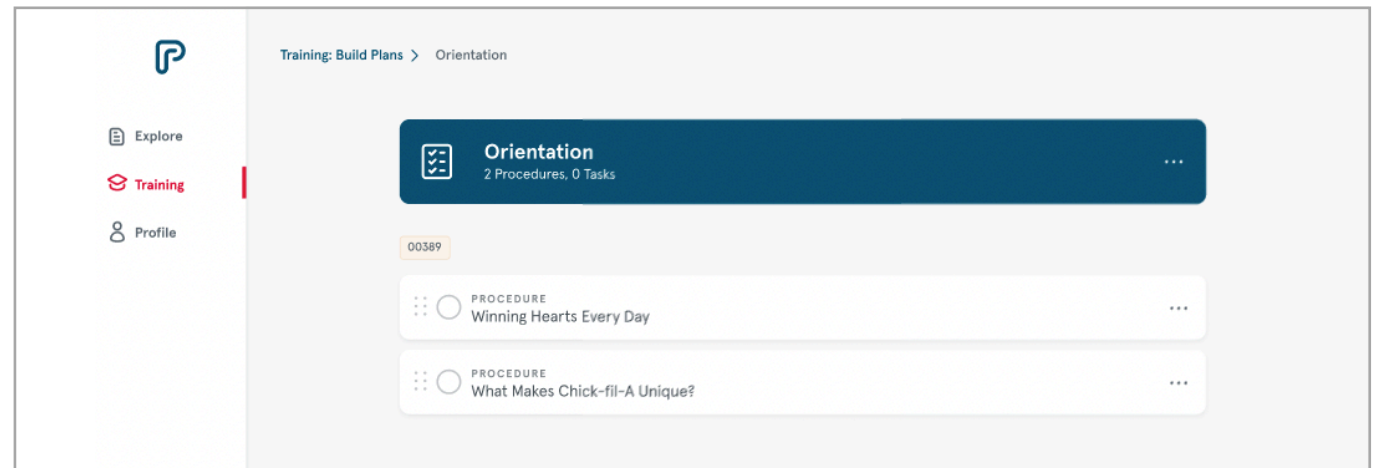 Training: Build Plans > Orientation
Explore
Training
Profile
Orientation
2 Procedures, 0 Tasks
00389
PROCEDURE
Winning Hearts Every Day
PROCEDURE
What Makes Chick-fil-A Unique?